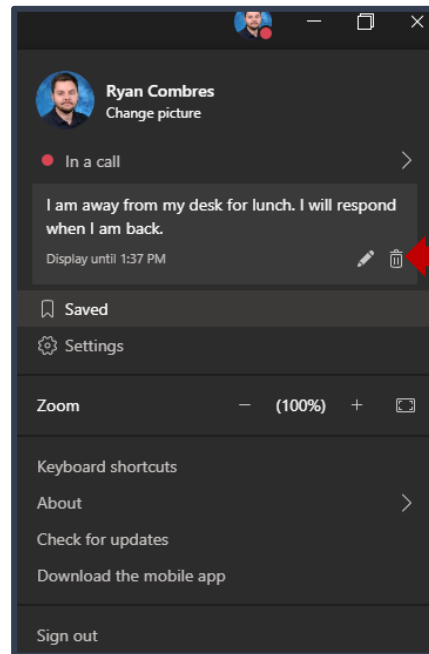 Ryan Combres
Change picture
In a call
I am away from my desk for lunch. I will respond
when I am back.
Display until 1:37 PM
Saved
Settings
Zoom (100%)
Keyboard shortcuts
About
Check for updates
Download the mobile app
Sign out